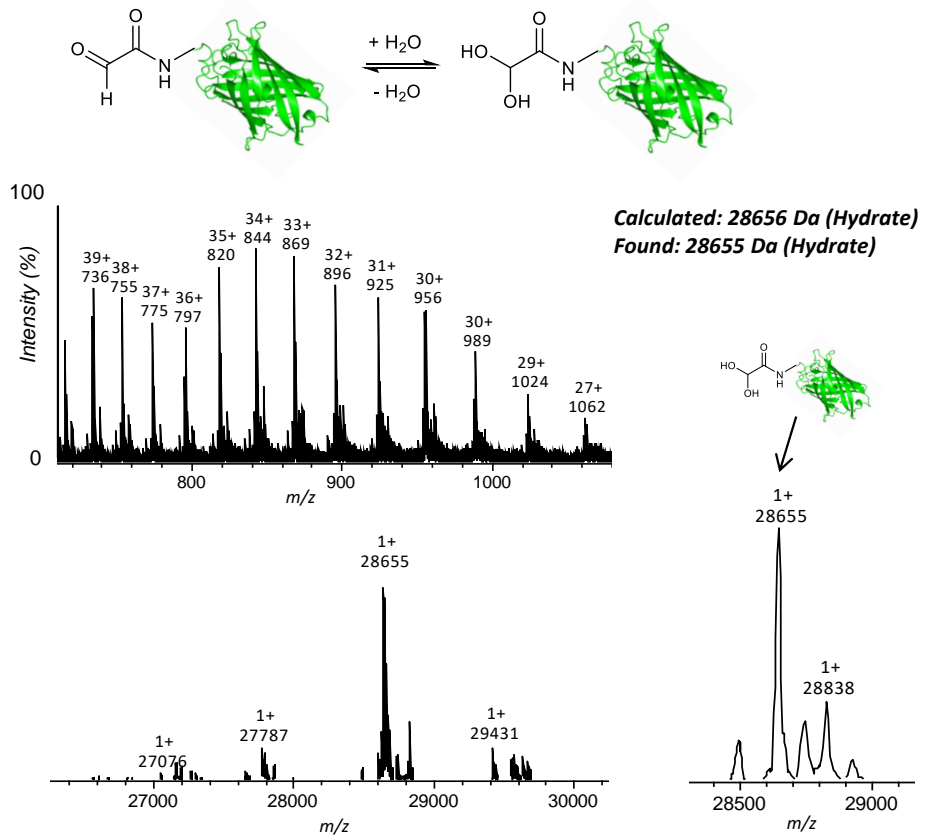 O
O
N
H
H
+ H₂O
- H₂O
HO
OH
O
N
H
100
Intensity (%)
0
39+
736
38+
755
37+
775
36+
797
35+
820
34+
844
33+
869
32+
896
31+
925
30+
956
30+
989
29+
1024
27+
1062
800
900
1000
m/z
Calculated: 28656 Da (Hydrate)
Found: 28655 Da (Hydrate)
HO
OH
O
N
H
1+
27076
1+
27787
1+
28655
1+
29431
27000
28000
29000
30000
m/z
1+
28655
1+
28838
28500
29000
m/z